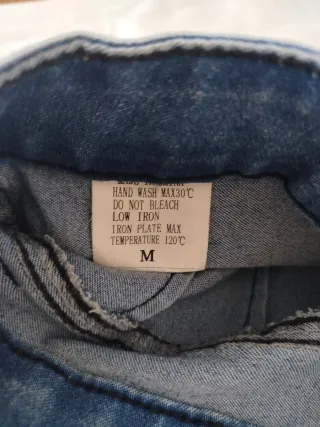 HAND WASH MAX30℃
DO NOT BLEACH
LOW IRON
IRON PLATE MAX
TEMPERATURE 120℃
M